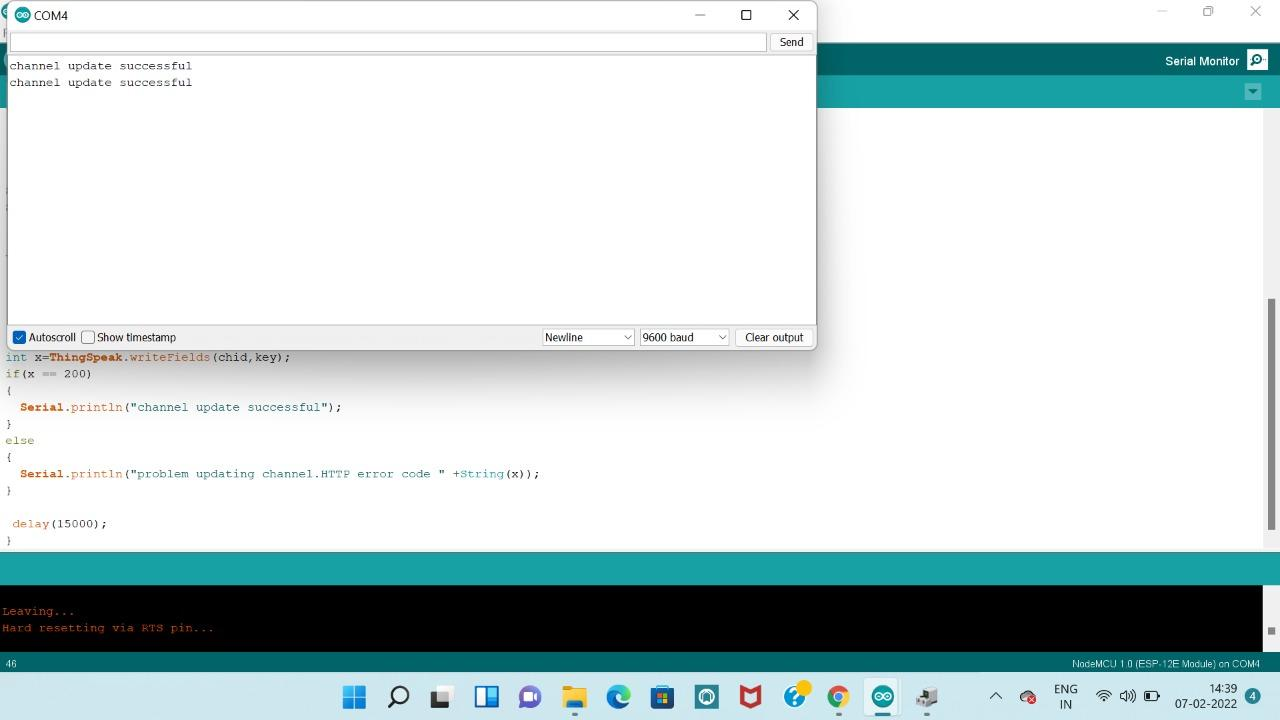 COM4
Send
channel update successful
channel update successful
Serial Monitor
Autoscroll
Show timestamp
Newline
9600 baud
Clear output
int x=ThingSpeak.writeFields(chid,key);
if(x == 200)
{
Serial.println("channel update successful");
}
else
{
Serial.println("problem updating channel.HTTP error code " +String(x));
}
delay(15000);
}
Leaving...
Hard resetting via RTS pin...
46
NodeMCU 1.0 (ESP-12E Module) on COM4
ENG
IN
14:39
07-02-2022
4